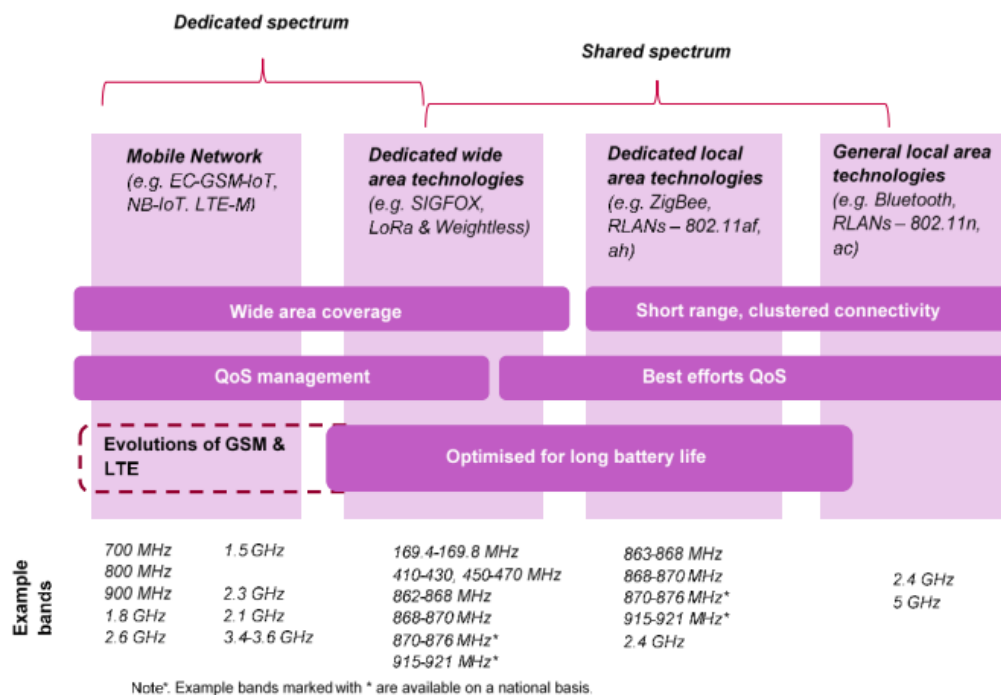 Dedicated spectrum
Shared spectrum
Mobile Network
(e.g. EC-GSM-IoT,
NB-IoT. LTE-M)
Dedicated wide
area technologies
(e.g. SIGFOX,
LoRa & Weightless)
Dedicated local
area technologies
(e.g. ZigBee,
RLANs – 802.11af,
ah)
General local area
technologies
(e.g. Bluetooth,
RLANs – 802.11n,
ac)
Wide area coverage
Short range, clustered connectivity
QoS management
Best efforts QoS
Evolutions of GSM &
LTE
Optimised for long battery life
Example
bands
700 MHz
800 MHz
900 MHz
1.8 GHz
2.6 GHz
1.5 GHz
2.3 GHz
2.1 GHz
3.4-3.6 GHz
169.4-169.8 MHz
410-430, 450-470 MHz
862-868 MHz
868-870 MHz
870-876 MHz*
915-921 MHz*
863-868 MHz
868-870 MHz
870-876 MHz*
915-921 MHz*
2.4 GHz
2.4 GHz
5 GHz
Note*. Example bands marked with * are available on a national basis.